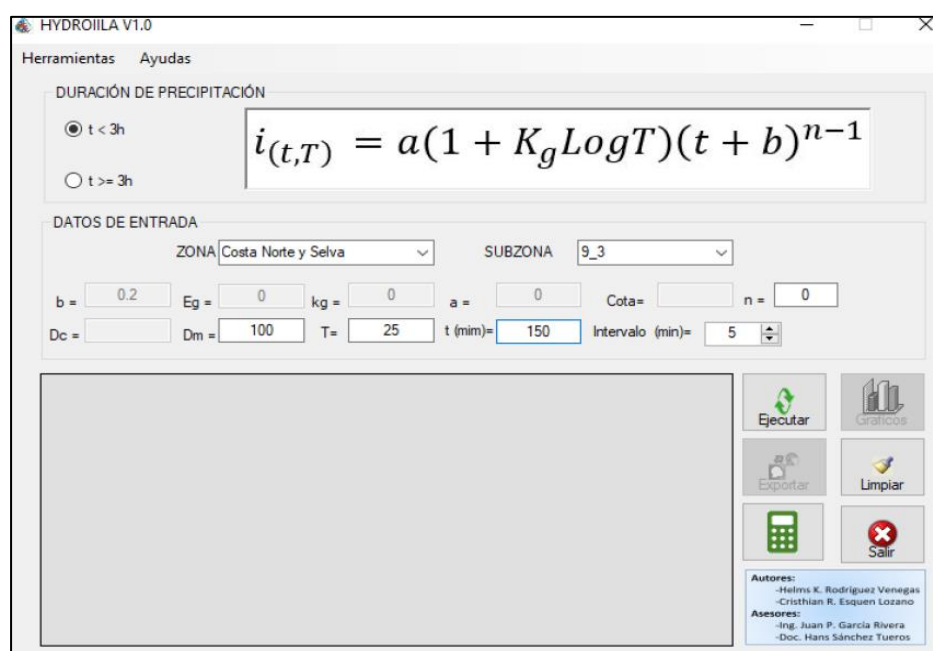 HYDROIILA V1.0
Herramientas Ayudas
DURACIÓN DE PRECIPITACIÓN
t < 3h
i(t,T) = a(1 + KgLogT)(t + b)^n−1
t >= 3h
DATOS DE ENTRADA
ZONA Costa Norte y Selva SUBZONA 9_3
b = 0.2 Eg = 0 kg = 0 a = 0 Cota= n = 0
Dc = Dm = 100 T= 25 t (mim)= 150 Intervalo (min)= 5
Ejecutar Graficos
Exportar Limpiar
Salir
Autores:
-Helms K. Rodríguez Venegas
-Cristhian R. Esquen Lozano
Asesores:
-Ing. Juan P. García Rivera
-Doc. Hans Sánchez Tueros